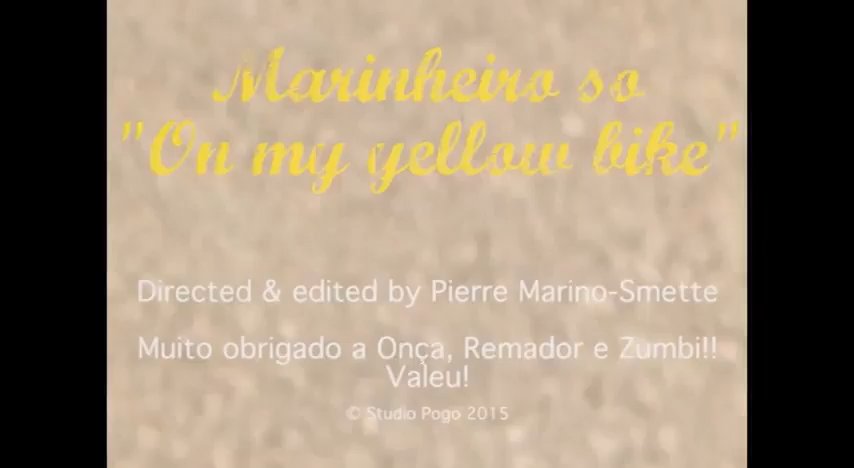 Marinheiro so
"On my yellow bike"
Directed & edited by Pierre Marino-Smette
Muito obrigado a Onça, Remador e Zumbi!!
Valeu!
© Studio Pogo 2015